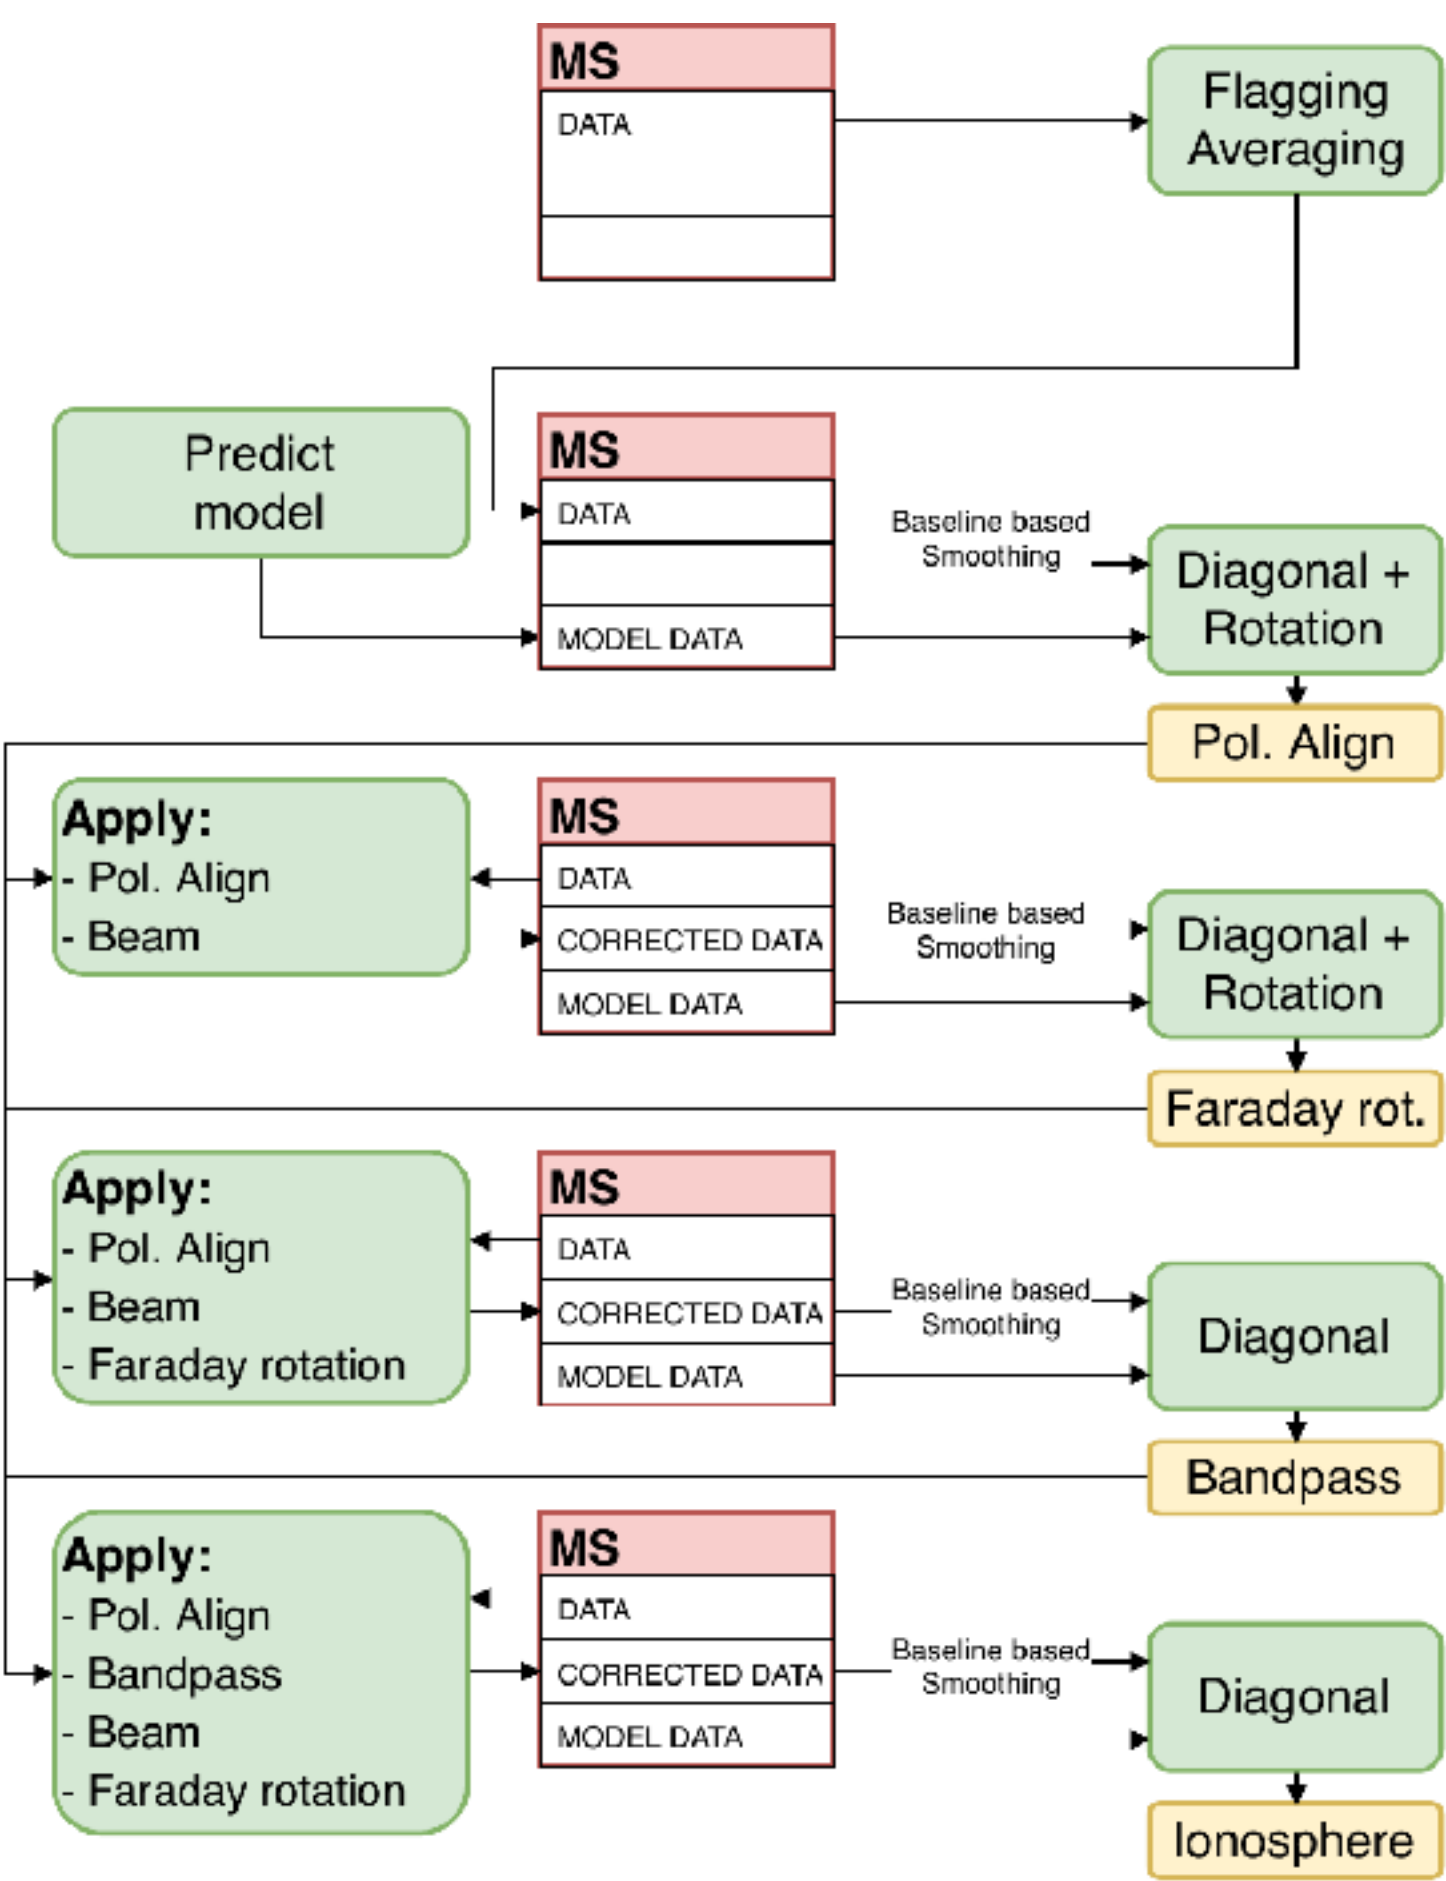 MS
DATA
Flagging
Averaging
Predict
model
MS
DATA
MODEL DATA
Baseline based
Smoothing
Diagonal +
Rotation
Pol. Align
Apply:
- Pol. Align
- Beam
MS
DATA
CORRECTED DATA
MODEL DATA
Baseline based
Smoothing
Diagonal +
Rotation
Faraday rot.
Apply:
- Pol. Align
- Beam
- Faraday rotation
MS
DATA
CORRECTED DATA
MODEL DATA
Baseline based
Smoothing
Diagonal
Bandpass
Apply:
- Pol. Align
- Bandpass
- Beam
- Faraday rotation
MS
DATA
CORRECTED DATA
MODEL DATA
Baseline based
Smoothing
Diagonal
Ionosphere